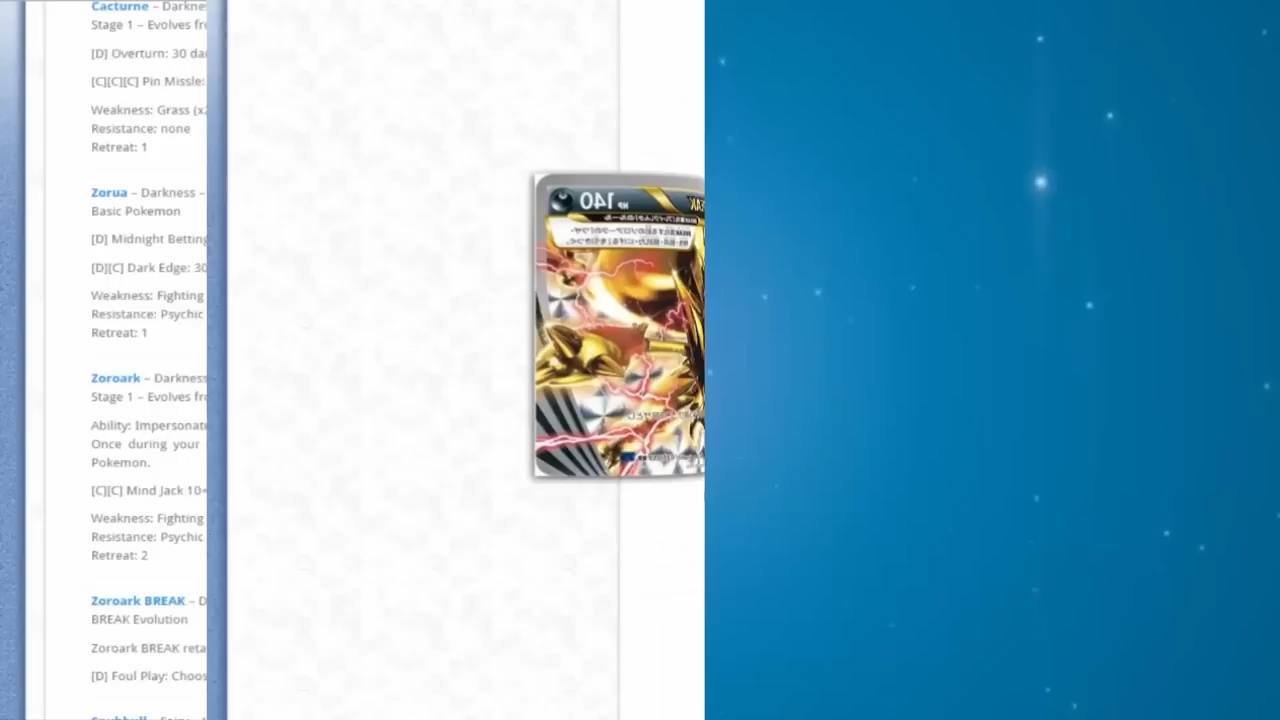 Cacturne – Darkne
Stage 1 – Evolves fr
[D] Overturn: 30 da
[C][C][C] Pin Missle:
Weakness: Grass (x2
Resistance: none
Retreat: 1
Zorua – Darkness –
Basic Pokemon
[D] Midnight Betting
[D][C] Dark Edge: 30
Weakness: Fighting
Resistance: Psychic
Retreat: 1
Zoroark – Darkness
Stage 1 – Evolves fr
Ability: Impersonat
Once during your
Pokemon.
[C][C] Mind Jack 10+
Weakness: Fighting
Resistance: Psychic
Retreat: 2
Zoroark BREAK – D
BREAK Evolution
Zoroark BREAK reta
[D] Foul Play: Choos
HP 140